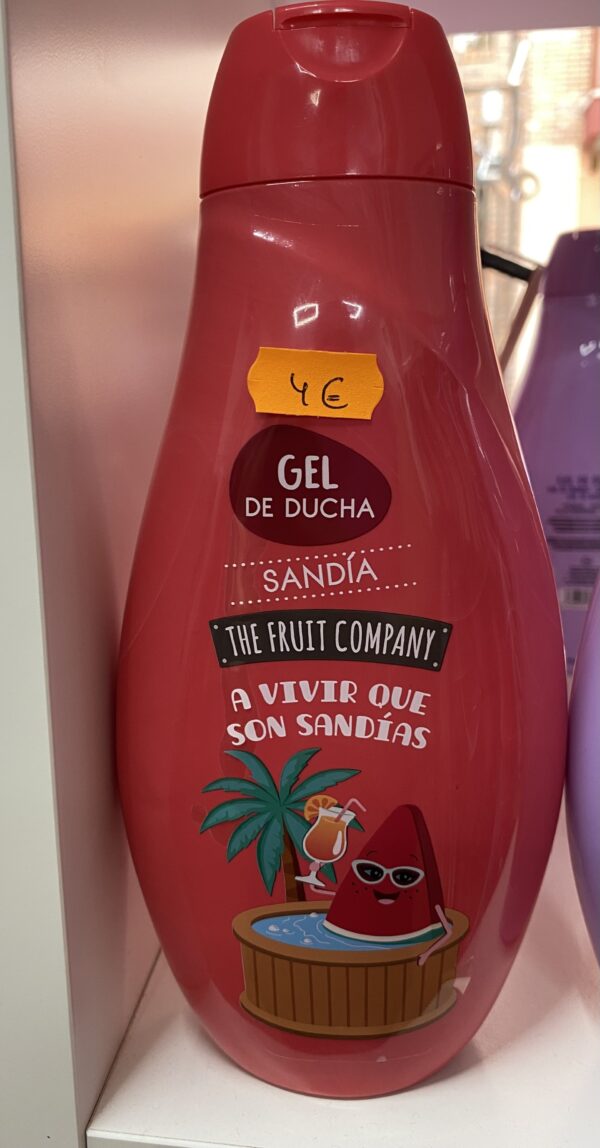 4 €
GEL
DE DUCHA
SANDÍA
THE FRUIT COMPANY
A VIVIR QUE
SON SANDÍAS